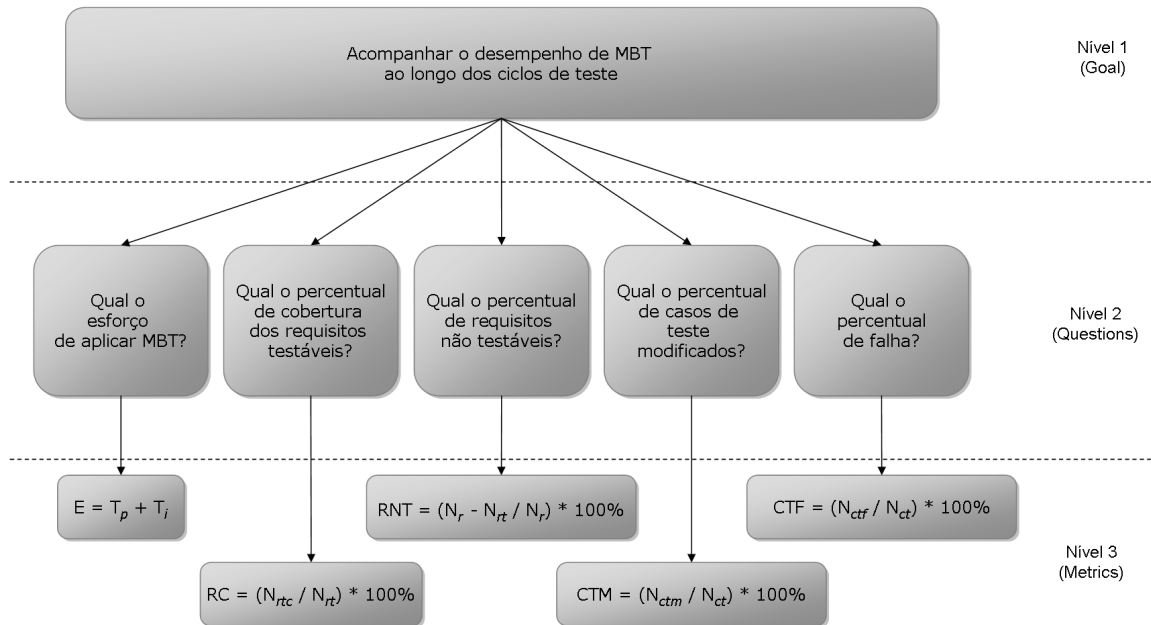 Acompanhar o desempenho de MBT
ao longo dos ciclos de teste
Nível 1
(Goal)
Qual o
esforço
de aplicar MBT?
Qual o percentual
de cobertura
dos requisitos
testáveis?
Qual o percentual
de requisitos
não testáveis?
Qual o percentual
de casos de
teste
modificados?
Qual o
percentual
de falha?
Nível 2
(Questions)
E = Tp + Ti
RNT = (Nr - Nrt / Nr) * 100%
CTF = (Nctf / Nct) * 100%
RC = (Nrtc / Nrt) * 100%
CTM = (Nctm / Nct) * 100%
Nível 3
(Metrics)